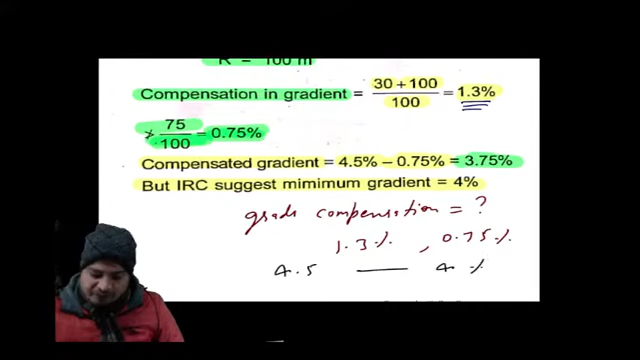 R = 100 m
Compensation in gradient = 30 + 100 / 100 = 1.3%
> 75 / 100 = 0.75%
Compensated gradient = 4.5% − 0.75% = 3.75%
But IRC suggest mimimum gradient = 4%
grade compensation = ?
1.3 % , 0.75 %
4.5 — 4 %